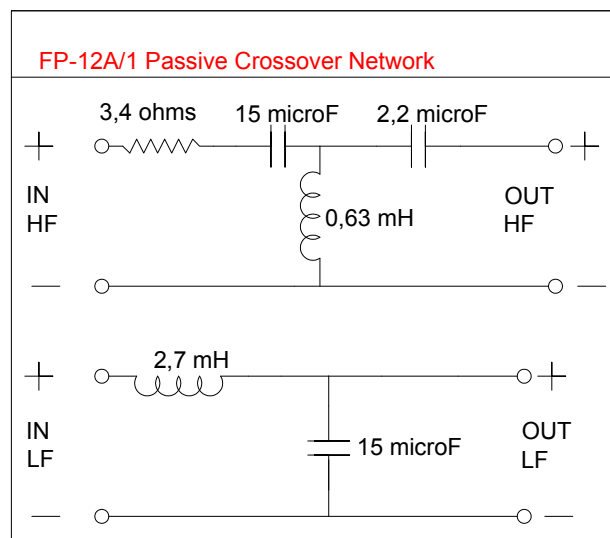 FP-12A/1 Passive Crossover Network
3,4 ohms
15 microF
2,2 microF
+
+
IN
HF
0,63 mH
OUT
HF
—
—
2,7 mH
+
+
IN
LF
15 microF
OUT
LF
—
—